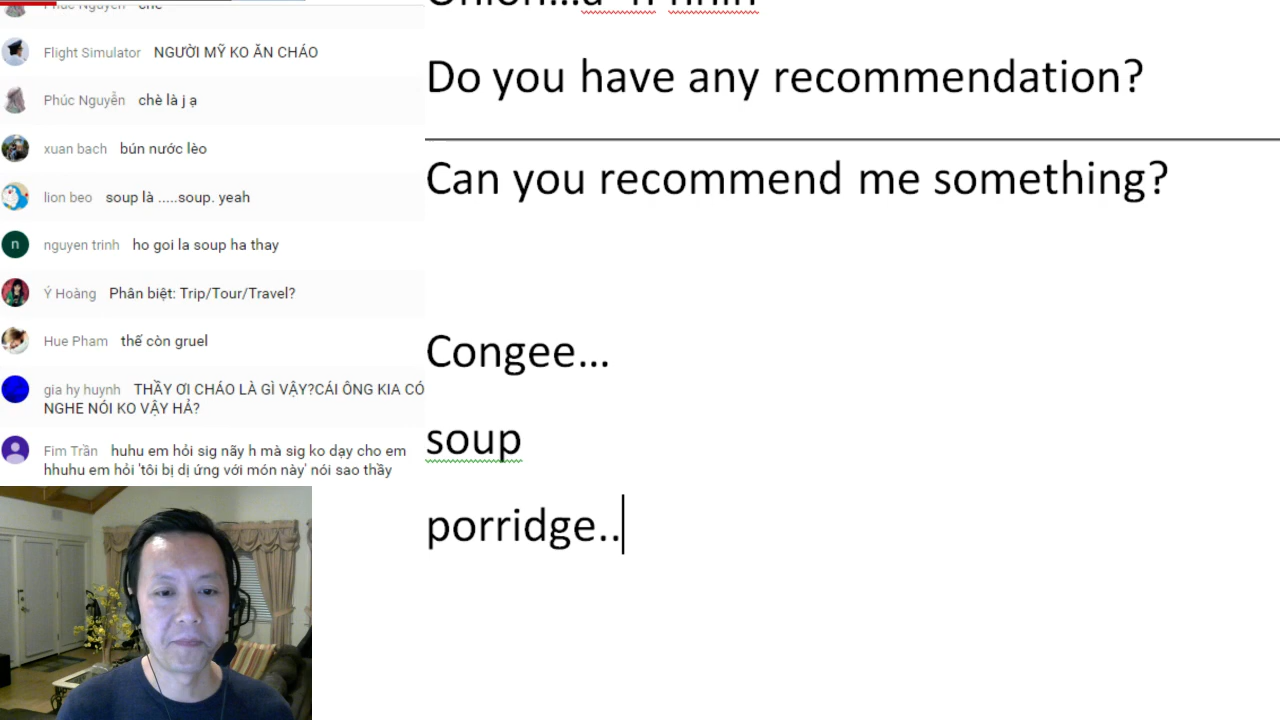 Flight Simulator NGƯỜI MỸ KO ĂN CHÁO
Phúc Nguyễn chè là j ạ
xuan bach bún nước lèo
lion beo soup là .....soup. yeah
n nguyen trinh ho goi la soup ha thay
Ý Hoàng Phân biệt: Trip/Tour/Travel?
Hue Pham thế còn gruel
gia hy huynh THẦY ƠI CHÁO LÀ GÌ VẬY?CÁI ÔNG KIA CÓ
NGHE NÓI KO VẬY HẢ?
Fim Trần huhu em hỏi sig nãy h mà sig ko dạy cho em
hhuhu em hỏi 'tôi bị dị ứng với món này' nói sao thầy
Do you have any recommendation?
Can you recommend me something?
Congee...
soup
porridge..